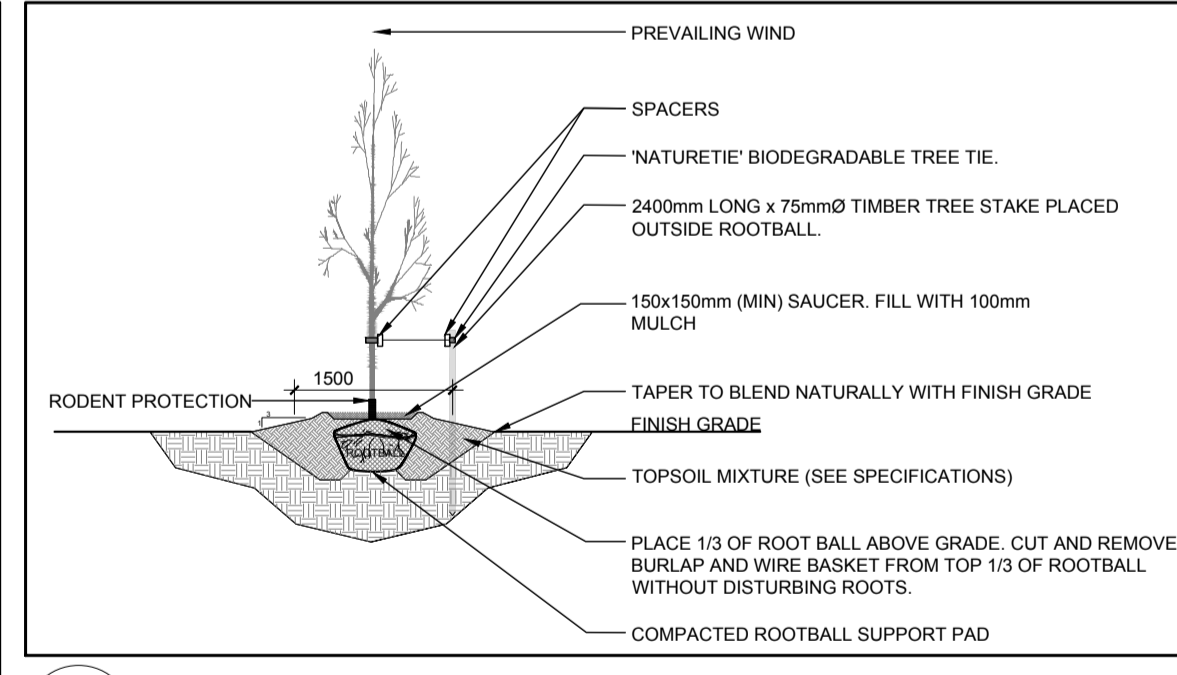 PREVAILING WIND
SPACERS
'NATURETIE' BIODEGRADABLE TREE TIE.
2400mm LONG x 75mmØ TIMBER TREE STAKE PLACED
OUTSIDE ROOTBALL.
150x150mm (MIN) SAUCER. FILL WITH 100mm
MULCH
1500
RODENT PROTECTION
TAPER TO BLEND NATURALLY WITH FINISH GRADE
3
1
FINISH GRADE
ROOTBALL
TOPSOIL MIXTURE (SEE SPECIFICATIONS)
PLACE 1/3 OF ROOT BALL ABOVE GRADE. CUT AND REMOVE
BURLAP AND WIRE BASKET FROM TOP 1/3 OF ROOTBALL
WITHOUT DISTURBING ROOTS.
COMPACTED ROOTBALL SUPPORT PAD